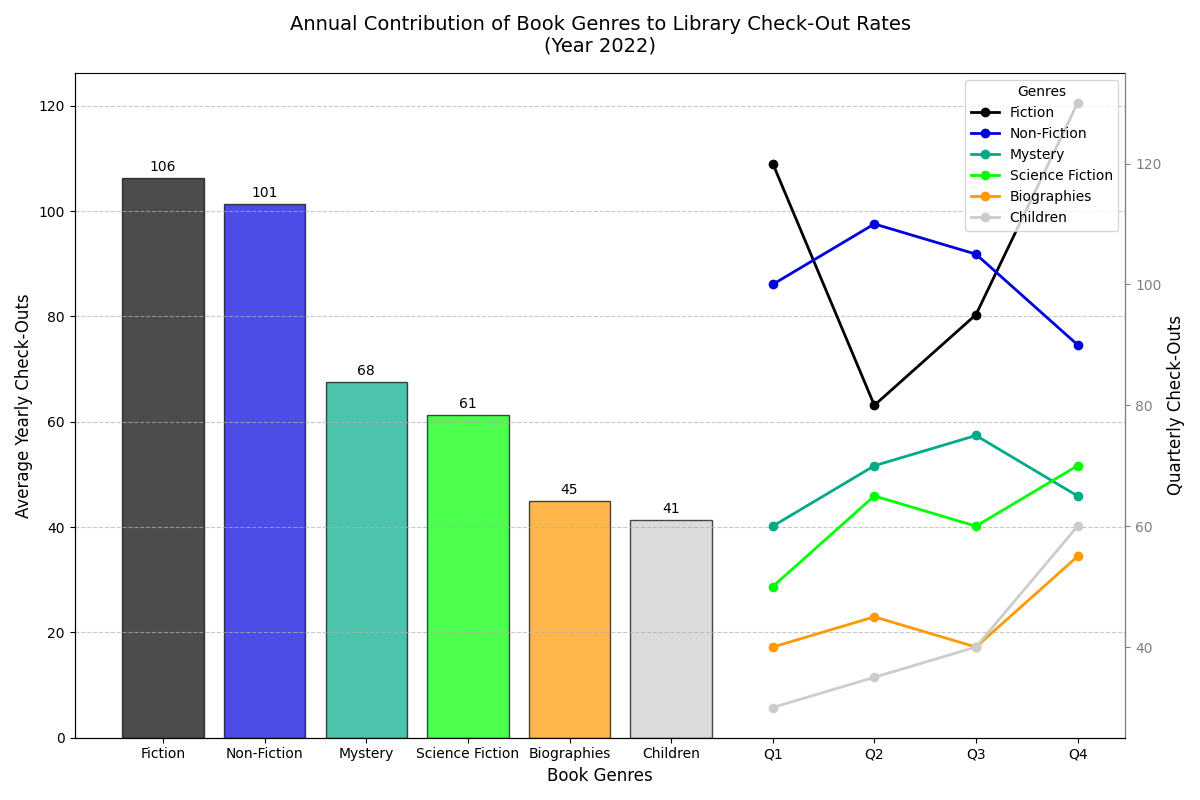 Annual Contribution of Book Genres to Library Check-Out Rates
(Year 2022)
Average Yearly Check-Outs
120
100
80
60
40
20
0
106
101
68
61
45
41
Genres
Fiction
Non-Fiction
Mystery
Science Fiction
Biographies
Children
120
100
80
60
40
Quarterly Check-Outs
Fiction Non-Fiction Mystery Science Fiction Biographies Children Q1 Q2 Q3 Q4
Book Genres